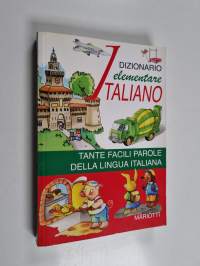 DIZIONARIO
elementare
ITALIANO
TANTE FACILI PAROLE
DELLA LINGUA ITALIANA
MARIOTTI